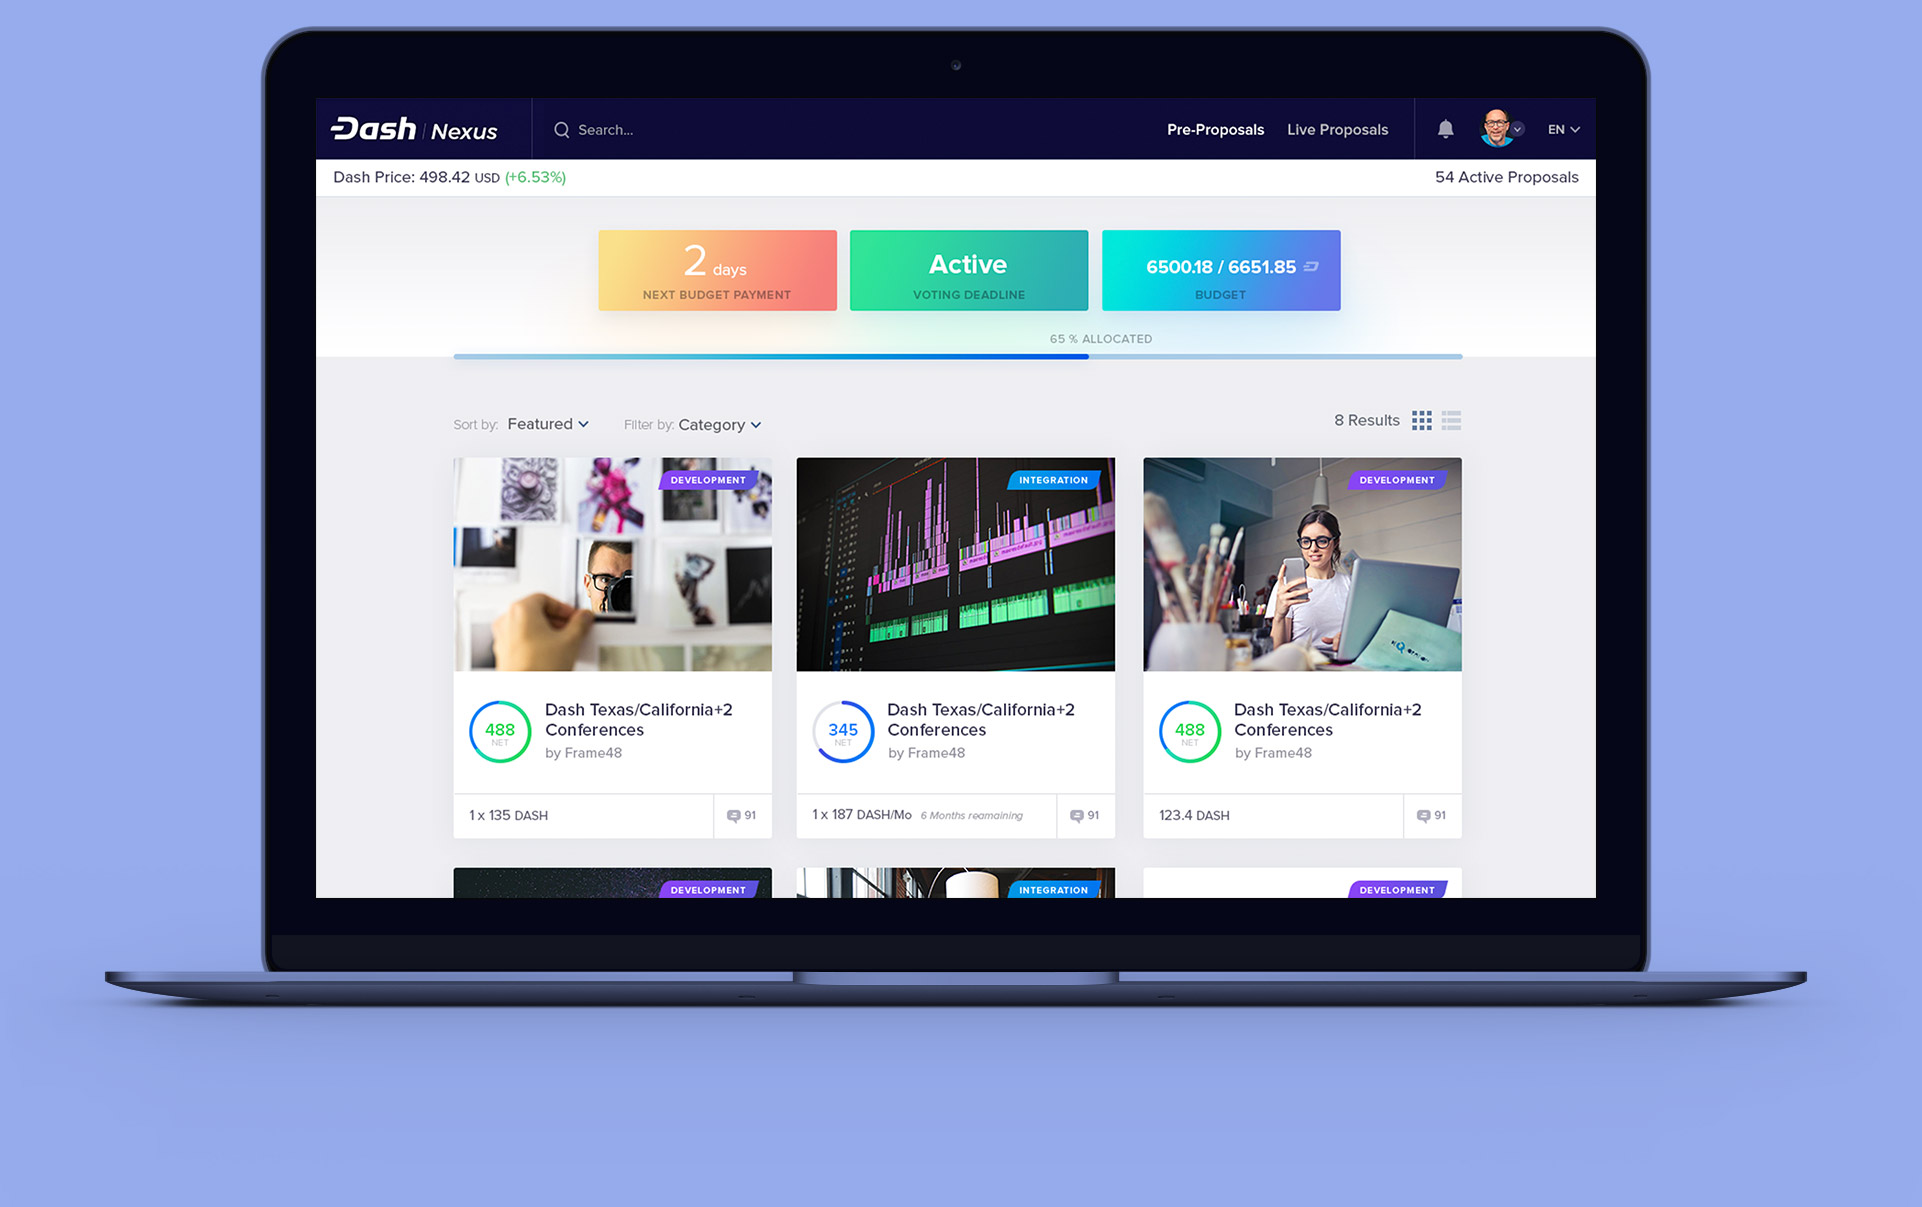 Dash Nexus
Search...
Pre-Proposals
Live Proposals
EN
Dash Price: 498.42 USD (+6.53%)
54 Active Proposals
2 days
NEXT BUDGET PAYMENT
Active
VOTING DEADLINE
6500.18 / 6651.85
BUDGET
65 % ALLOCATED
Sort by: Featured
Filter by: Category
8 Results
DEVELOPMENT
INTEGRATION
DEVELOPMENT
488
NET
Dash Texas/California+2
Conferences
by Frame48
345
NET
Dash Texas/California+2
Conferences
by Frame48
488
NET
Dash Texas/California+2
Conferences
by Frame48
1 x 135 DASH
91
1 x 187 DASH/Mo 6 Months reamaining
91
123.4 DASH
91
DEVELOPMENT
INTEGRATION
DEVELOPMENT